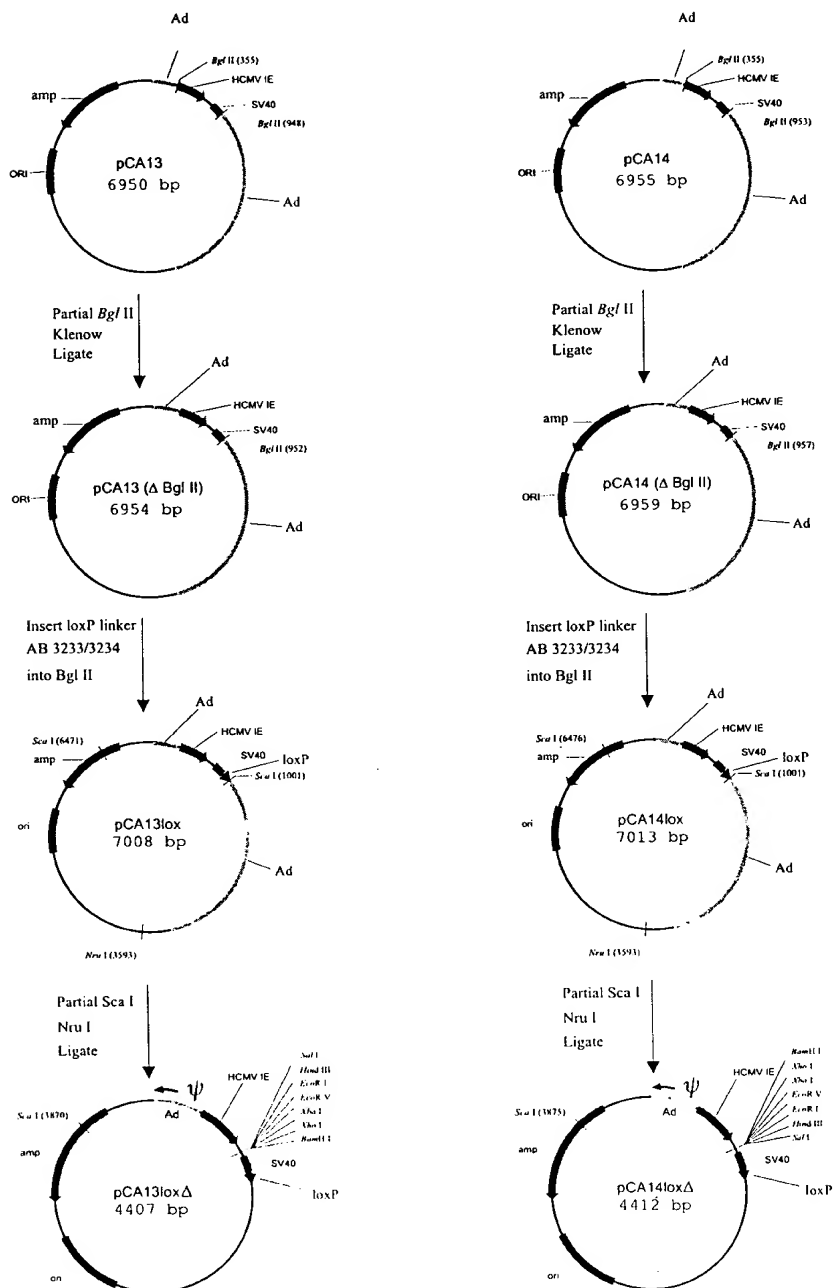 Ad
Bgl II (355)
HCMV IE
amp
SV40
Bgl II (948)
pCA13
6950 bp
ORI
Ad
Partial Bgl II
Klenow
Ligate
Ad
HCMV IE
amp
SV40
Bgl II (952)
pCA13 (Δ Bgl II)
6954 bp
ORI
Ad
Insert loxP linker
AB 3233/3234
into Bgl II
Ad
Sca I (6471)
HCMV IE
amp
SV40
loxP
Sca I (1001)
pCA13lox
7008 bp
ori
Ad
Nru I (3593)
Partial Sca I
Nru I
Ligate
ψ
HCMV IE
Sal I
Hind III
EcoR I
EcoR V
Xho I
Xba I
BamH I
Sca I (3870)
Ad
amp
SV40
loxP
pCA13loxΔ
4407 bp
ori
Ad
Bgl II (355)
HCMV IE
amp
SV40
Bgl II (953)
pCA14
6955 bp
ORI
Ad
Partial Bgl II
Klenow
Ligate
Ad
HCMV IE
amp
SV40
Bgl II (957)
pCA14 (Δ Bgl II)
6959 bp
ORI
Ad
Insert loxP linker
AB 3233/3234
into Bgl II
Ad
Sca I (6476)
HCMV IE
amp
SV40
loxP
Sca I (1001)
pCA14lox
7013 bp
ori
Ad
Nru I (3593)
Partial Sca I
Nru I
Ligate
ψ
HCMV IE
BamH I
Xba I
Xho I
EcoR V
EcoR I
Hind III
Sal I
Sca I (3875)
Ad
amp
SV40
loxP
pCA14loxΔ
4412 bp
ori